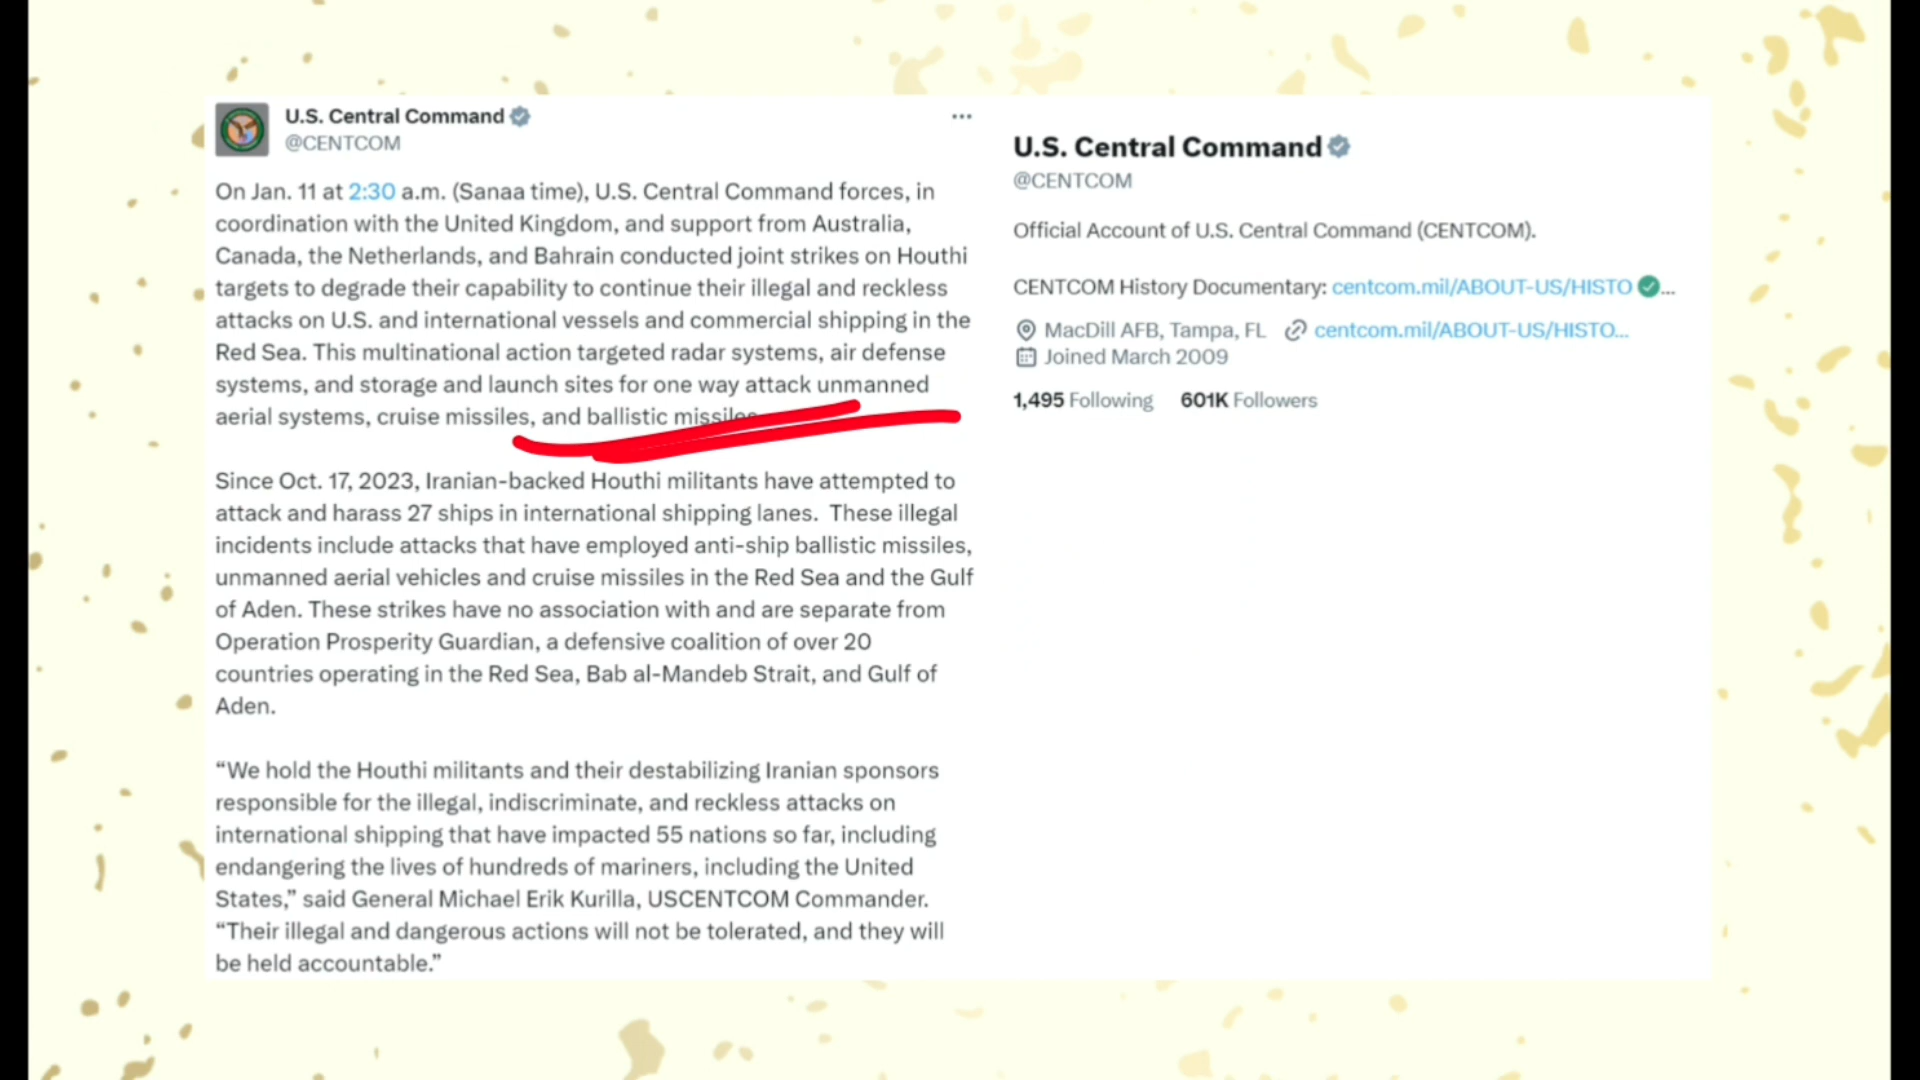 U.S. Central Command
@CENTCOM
On Jan. 11 at 2:30 a.m. (Sanaa time), U.S. Central Command forces, in
coordination with the United Kingdom, and support from Australia,
Canada, the Netherlands, and Bahrain conducted joint strikes on Houthi
targets to degrade their capability to continue their illegal and reckless
attacks on U.S. and international vessels and commercial shipping in the
Red Sea. This multinational action targeted radar systems, air defense
systems, and storage and launch sites for one way attack unmanned
aerial systems, cruise missiles, and ballistic missiles
Since Oct. 17, 2023, Iranian-backed Houthi militants have attempted to
attack and harass 27 ships in international shipping lanes. These illegal
incidents include attacks that have employed anti-ship ballistic missiles,
unmanned aerial vehicles and cruise missiles in the Red Sea and the Gulf
of Aden. These strikes have no association with and are separate from
Operation Prosperity Guardian, a defensive coalition of over 20
countries operating in the Red Sea, Bab al-Mandeb Strait, and Gulf of
Aden.
“We hold the Houthi militants and their destabilizing Iranian sponsors
responsible for the illegal, indiscriminate, and reckless attacks on
international shipping that have impacted 55 nations so far, including
endangering the lives of hundreds of mariners, including the United
States,” said General Michael Erik Kurilla, USCENTCOM Commander.
“Their illegal and dangerous actions will not be tolerated, and they will
be held accountable.”
U.S. Central Command
@CENTCOM
Official Account of U.S. Central Command (CENTCOM).
CENTCOM History Documentary: centcom.mil/ABOUT-US/HISTO...
MacDill AFB, Tampa, FL centcom.mil/ABOUT-US/HISTO...
Joined March 2009
1,495 Following 601K Followers